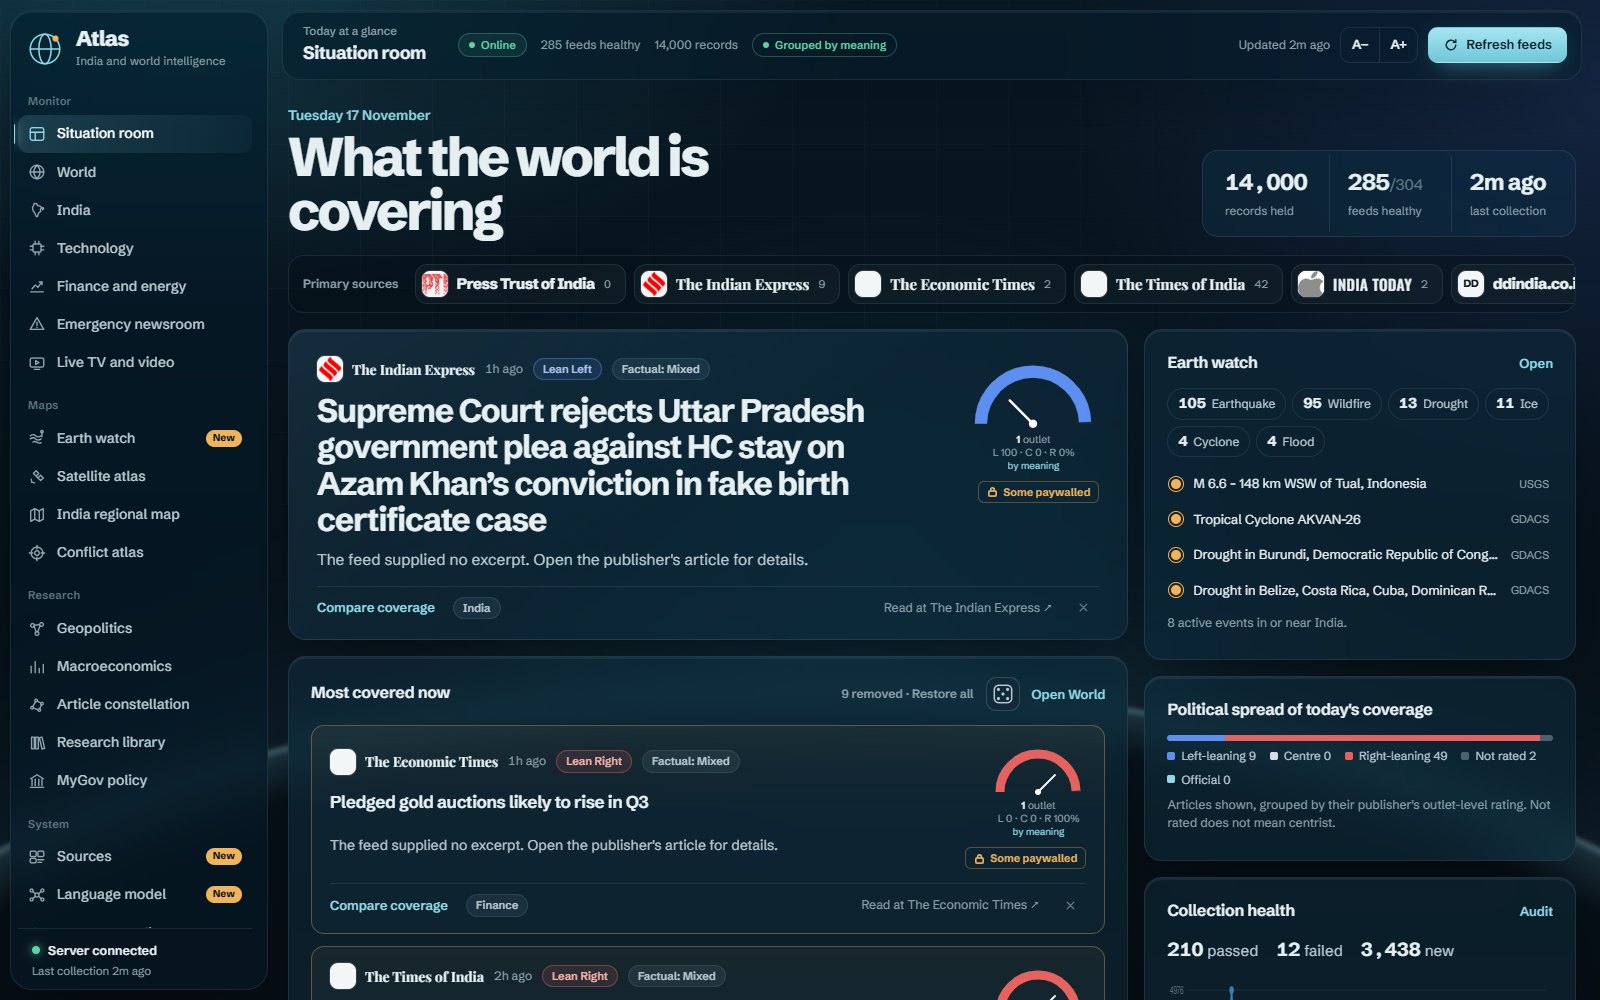 Atlas
India and world intelligence
Monitor
Situation room
World
India
Technology
Finance and energy
Emergency newsroom
Live TV and video
Maps
Earth watch New
Satellite atlas
India regional map
Conflict atlas
Research
Geopolitics
Macroeconomics
Article constellation
Research library
MyGov policy
System
Sources New
Language model New
Server connected
Last collection 2m ago
Today at a glance
Situation room
Online 285 feeds healthy 14,000 records Grouped by meaning
Updated 2m ago A− A+ Refresh feeds
Tuesday 17 November
What the world is
covering
14,000 285/304 2m ago
records held feeds healthy last collection
Primary sources PTI Press Trust of India 0 The Indian Express 9 The Economic Times 2 The Times of India 42 INDIA TODAY 2 DD ddindia.co.i
The Indian Express 1h ago Lean Left Factual: Mixed
Supreme Court rejects Uttar Pradesh
government plea against HC stay on
Azam Khan’s conviction in fake birth
certificate case
The feed supplied no excerpt. Open the publisher's article for details.
1 outlet
L 100 · C 0 · R 0%
by meaning
Some paywalled
Compare coverage India Read at The Indian Express ↗ ×
Most covered now 9 removed · Restore all Open World
The Economic Times 1h ago Lean Right Factual: Mixed
Pledged gold auctions likely to rise in Q3
The feed supplied no excerpt. Open the publisher's article for details.
1 outlet
L 0 · C 0 · R 100%
by meaning
Some paywalled
Compare coverage Finance Read at The Economic Times ↗ ×
The Times of India 2h ago Lean Right Factual: Mixed
Earth watch Open
105 Earthquake 95 Wildfire 13 Drought 11 Ice
4 Cyclone 4 Flood
M 6.6 - 148 km WSW of Tual, Indonesia USGS
Tropical Cyclone AKVAN-26 GDACS
Drought in Burundi, Democratic Republic of Cong... GDACS
Drought in Belize, Costa Rica, Cuba, Dominican R... GDACS
8 active events in or near India.
Political spread of today's coverage
Left-leaning 9 Centre 0 Right-leaning 49 Not rated 2
Official 0
Articles shown, grouped by their publisher's outlet-level rating. Not
rated does not mean centrist.
Collection health Audit
210 passed 12 failed 3,438 new
4976